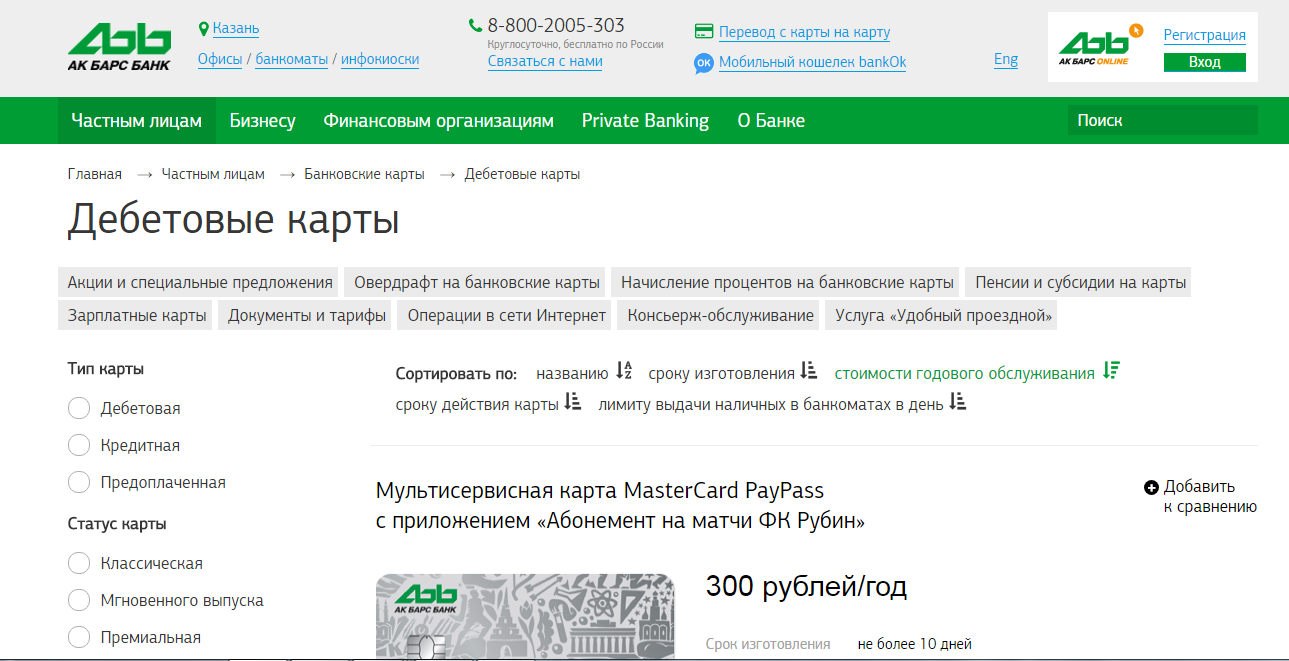 АК БАРС БАНК
Казань
Офисы / банкоматы / инфокиоски
8-800-2005-303
Круглосуточно, бесплатно по России
Связаться с нами
Перевод с карты на карту
OK Мобильный кошелек bankOk
Eng
АК БАРС ONLINE
Регистрация
Вход
Частным лицам Бизнесу Финансовым организациям Private Banking О Банке Поиск
Главная → Частным лицам → Банковские карты → Дебетовые карты
Дебетовые карты
Акции и специальные предложения Овердрафт на банковские карты Начисление процентов на банковские карты Пенсии и субсидии на карты
Зарплатные карты Документы и тарифы Операции в сети Интернет Консьерж-обслуживание Услуга «Удобный проездной»
Тип карты
Дебетовая
Кредитная
Предоплаченная
Статус карты
Классическая
Мгновенного выпуска
Премиальная
Сортировать по: названию AZ сроку изготовления стоимости годового обслуживания
сроку действия карты лимиту выдачи наличных в банкоматах в день
Мультисервисная карта MasterCard PayPass
с приложением «Абонемент на матчи ФК Рубин»
Добавить
к сравнению
АК БАРС БАНК
300 рублей/год
Срок изготовления не более 10 дней